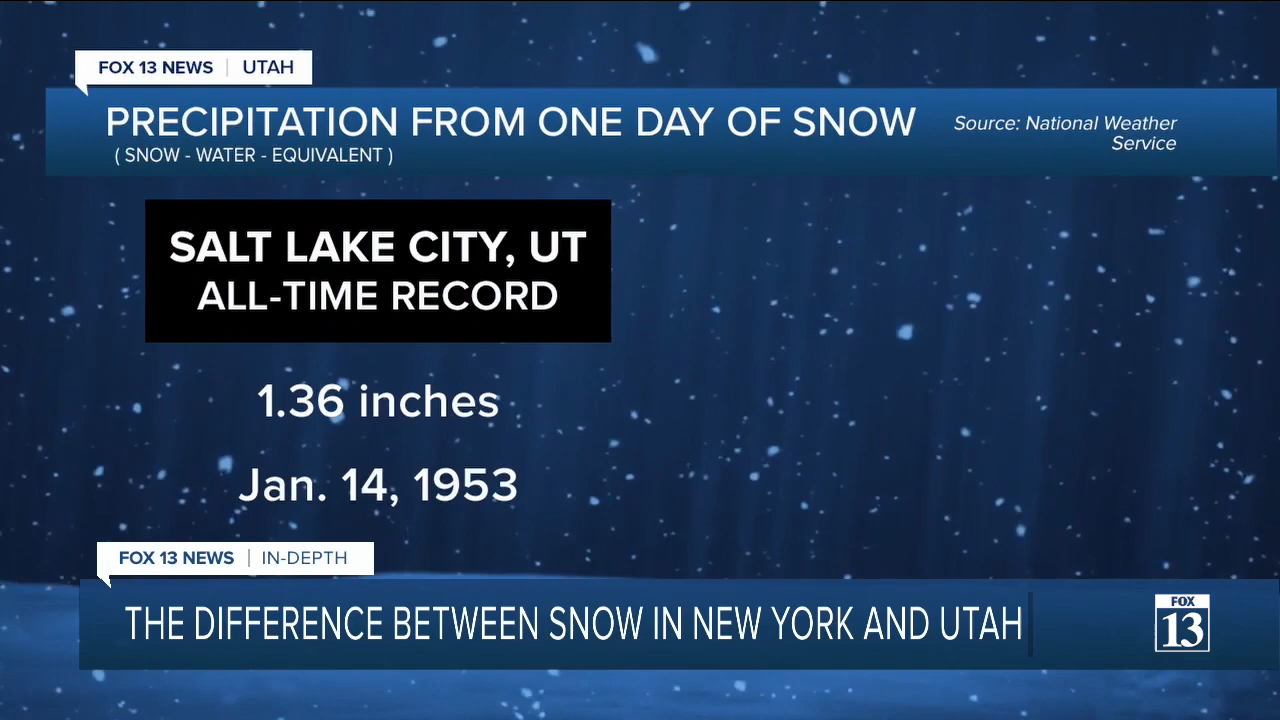 FOX 13 NEWS | UTAH
PRECIPITATION FROM ONE DAY OF SNOW
( SNOW - WATER - EQUIVALENT )
Source: National Weather
Service
SALT LAKE CITY, UT
ALL-TIME RECORD
1.36 inches
Jan. 14, 1953
FOX 13 NEWS | IN-DEPTH
THE DIFFERENCE BETWEEN SNOW IN NEW YORK AND UTAH
FOX
13